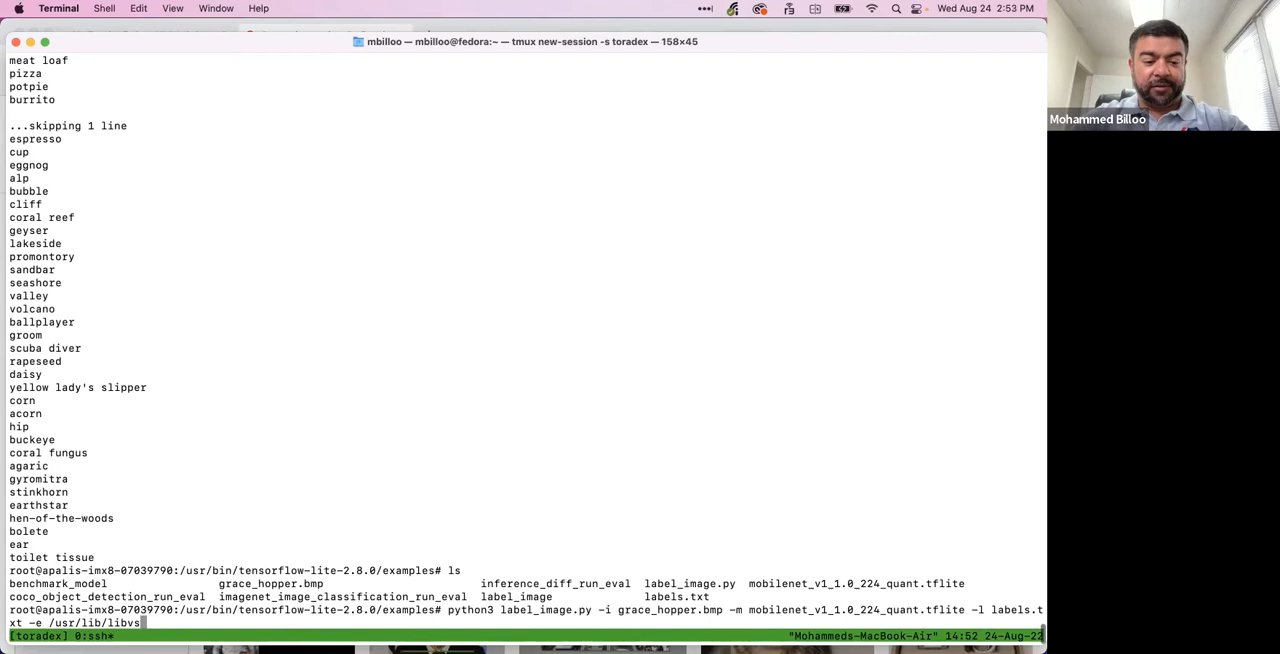 Terminal Shell Edit View Window Help Wed Aug 24 2:53 PM
mbilloo — mbilloo@fedora:~ — tmux new-session -s toradex — 158×45
Mohammed Billoo
meat loaf
pizza
potpie
burrito
...skipping 1 line
espresso
cup
eggnog
alp
bubble
cliff
coral reef
geyser
lakeside
promontory
sandbar
seashore
valley
volcano
ballplayer
groom
scuba diver
rapeseed
daisy
yellow lady's slipper
corn
acorn
hip
buckeye
coral fungus
agaric
gyromitra
stinkhorn
earthstar
hen-of-the-woods
bolete
ear
toilet tissue
root@apalis-imx8-07039790:/usr/bin/tensorflow-lite-2.8.0/examples# ls
benchmark_model grace_hopper.bmp inference_diff_run_eval label_image.py mobilenet_v1_1.0_224_quant.tflite
coco_object_detection_run_eval imagenet_image_classification_run_eval label_image labels.txt
root@apalis-imx8-07039790:/usr/bin/tensorflow-lite-2.8.0/examples# python3 label_image.py -i grace_hopper.bmp -m mobilenet_v1_1.0_224_quant.tflite -l labels.t
xt -e /usr/lib/libvs
[toradex] 0:ssh* "Mohammeds-MacBook-Air" 14:52 24-Aug-22